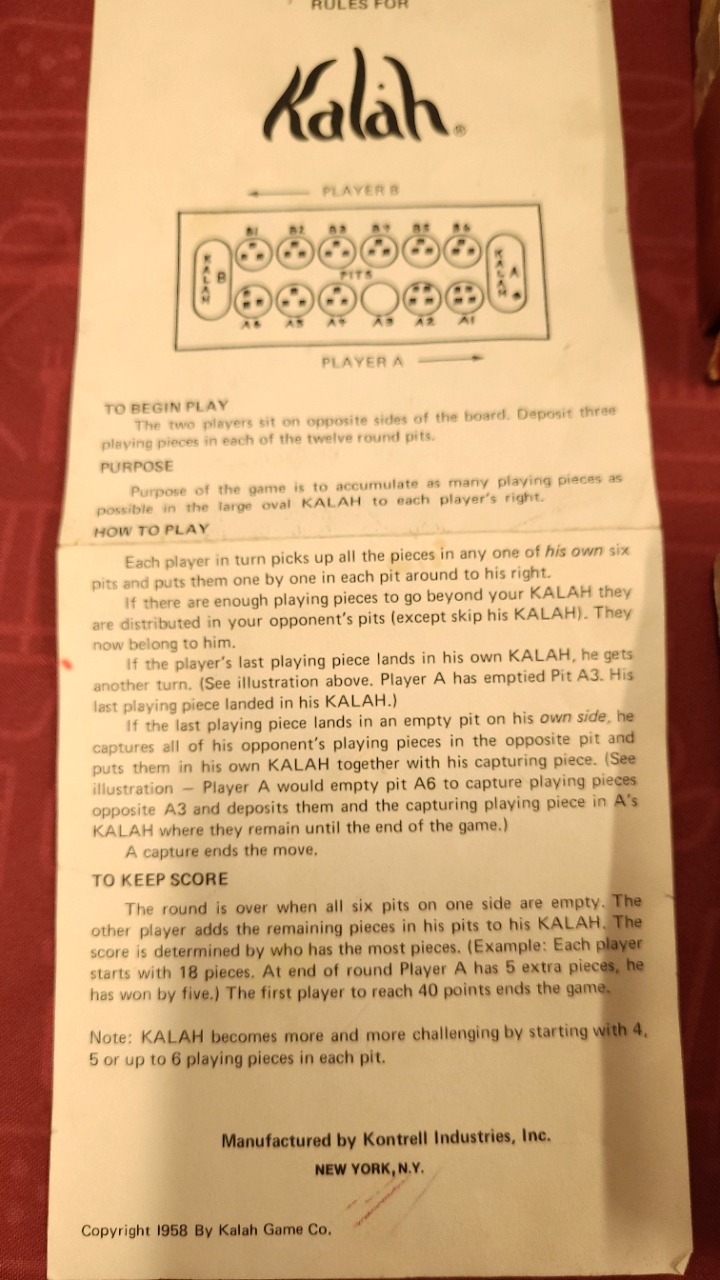 RULES FOR
Kalah®
PLAYER B
B1 B2 B3 B4 B5 B6
KALAH B
PITS
KALAH A
A6 A5 A4 A3 A2 A1
PLAYER A
TO BEGIN PLAY
The two players sit on opposite sides of the board. Deposit three
playing pieces in each of the twelve round pits.
PURPOSE
Purpose of the game is to accumulate as many playing pieces as
possible in the large oval KALAH to each player's right.
HOW TO PLAY
Each player in turn picks up all the pieces in any one of his own six
pits and puts them one by one in each pit around to his right.
If there are enough playing pieces to go beyond your KALAH they
are distributed in your opponent's pits (except skip his KALAH). They
now belong to him.
If the player's last playing piece lands in his own KALAH, he gets
another turn. (See illustration above. Player A has emptied Pit A3. His
last playing piece landed in his KALAH.)
If the last playing piece lands in an empty pit on his own side, he
captures all of his opponent's playing pieces in the opposite pit and
puts them in his own KALAH together with his capturing piece. (See
illustration — Player A would empty pit A6 to capture playing pieces
opposite A3 and deposits them and the capturing playing piece in A's
KALAH where they remain until the end of the game.)
A capture ends the move.
TO KEEP SCORE
The round is over when all six pits on one side are empty. The
other player adds the remaining pieces in his pits to his KALAH. The
score is determined by who has the most pieces. (Example: Each player
starts with 18 pieces. At end of round Player A has 5 extra pieces, he
has won by five.) The first player to reach 40 points ends the game.
Note: KALAH becomes more and more challenging by starting with 4,
5 or up to 6 playing pieces in each pit.
Manufactured by Kontrell Industries, Inc.
NEW YORK, N.Y.
Copyright 1958 By Kalah Game Co.